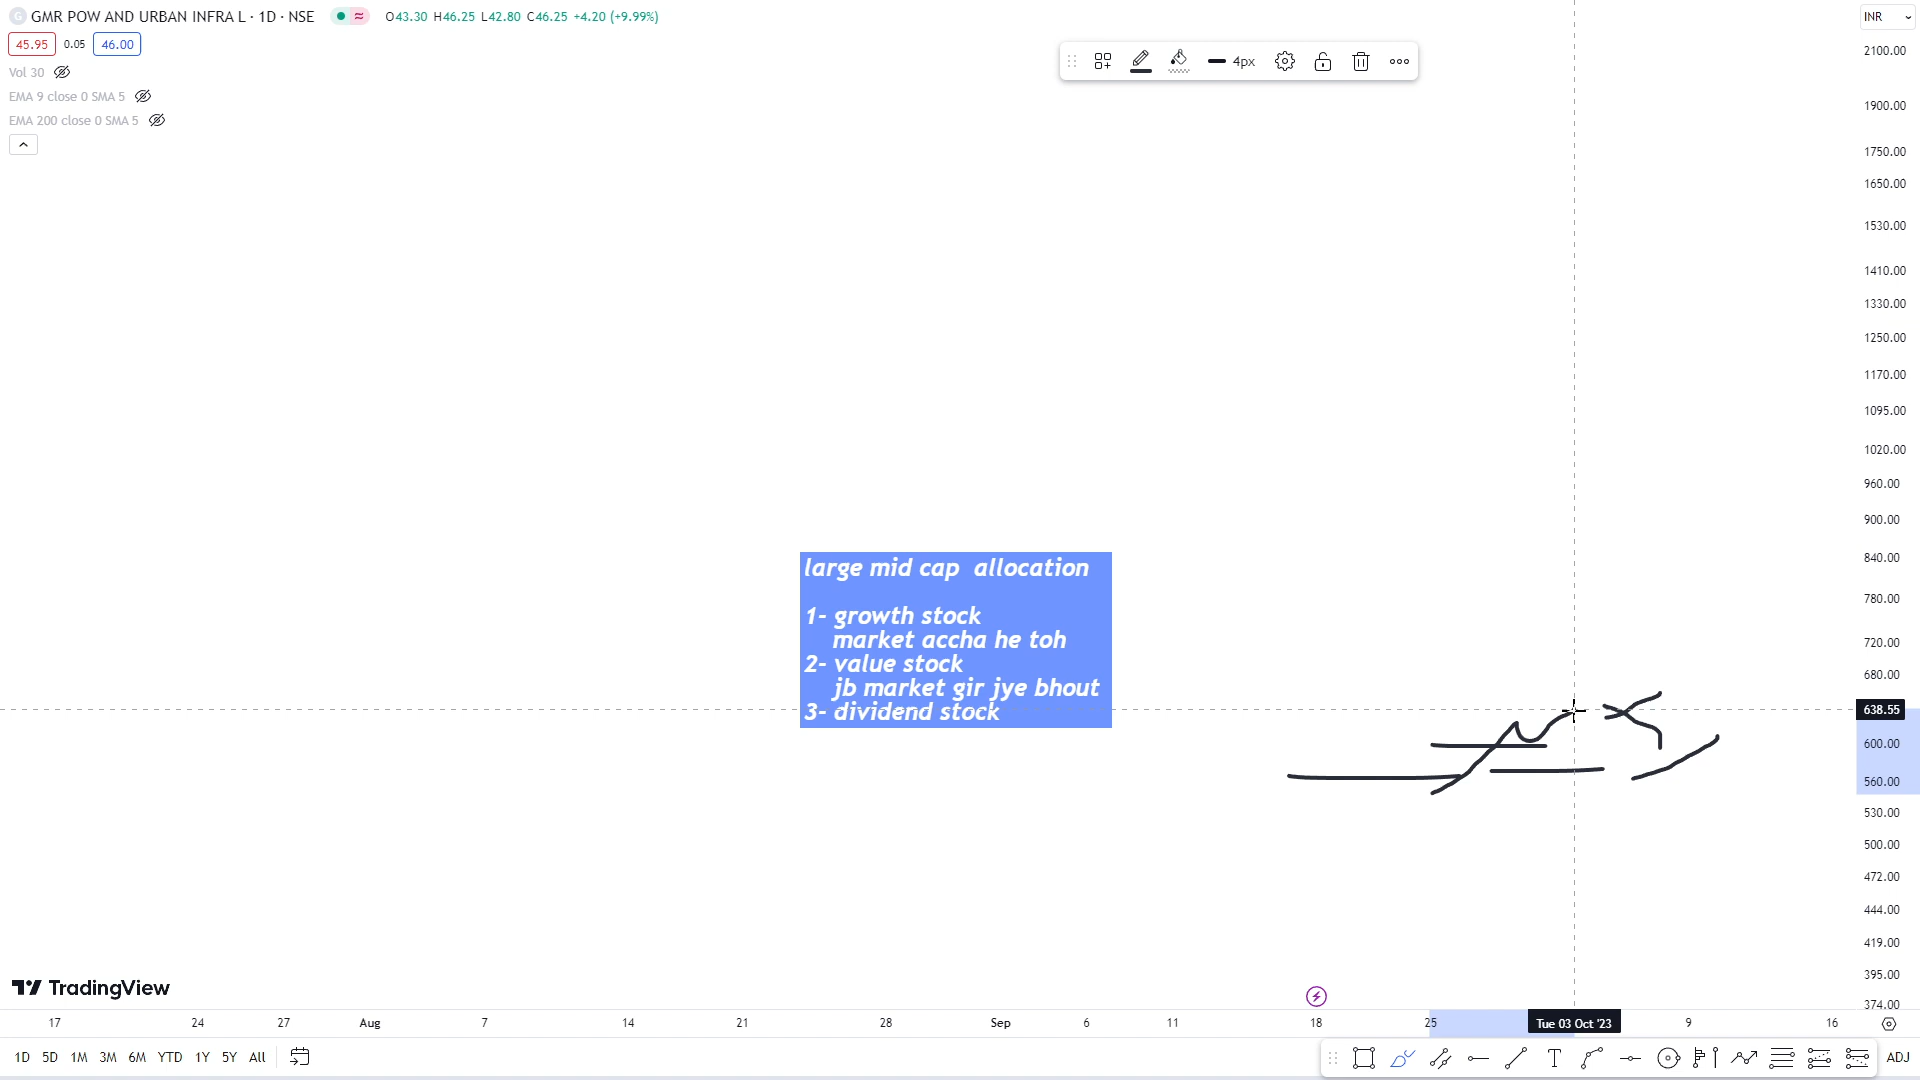 GMR POW AND URBAN INFRA L · 1D · NSE
O43.30 H46.25 L42.80 C46.25 +4.20 (+9.99%)
INR
45.95 0.05 46.00
Vol 30
EMA 9 close 0 SMA 5
EMA 200 close 0 SMA 5
4px
2100.00
1900.00
1750.00
1650.00
1530.00
1410.00
1330.00
1250.00
1170.00
1095.00
1020.00
960.00
900.00
840.00
780.00
720.00
680.00
638.55
600.00
560.00
530.00
500.00
472.00
444.00
419.00
395.00
374.00
large mid cap allocation
1- growth stock
market accha he toh
2- value stock
jb market gir jye bhout
3- dividend stock
TradingView
17 24 27 Aug 7 14 21 28 Sep 6 11 18 25 Tue 03 Oct '23 9 16
1D 5D 1M 3M 6M YTD 1Y 5Y All
ADJ